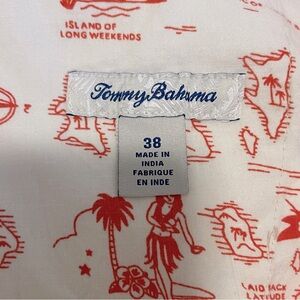 ISLAND OF
LONG WEEKENDS
Tommy Bahama
38
MADE IN
INDIA
FABRIQUE
EN INDE
LAID BACK
LATITUDE